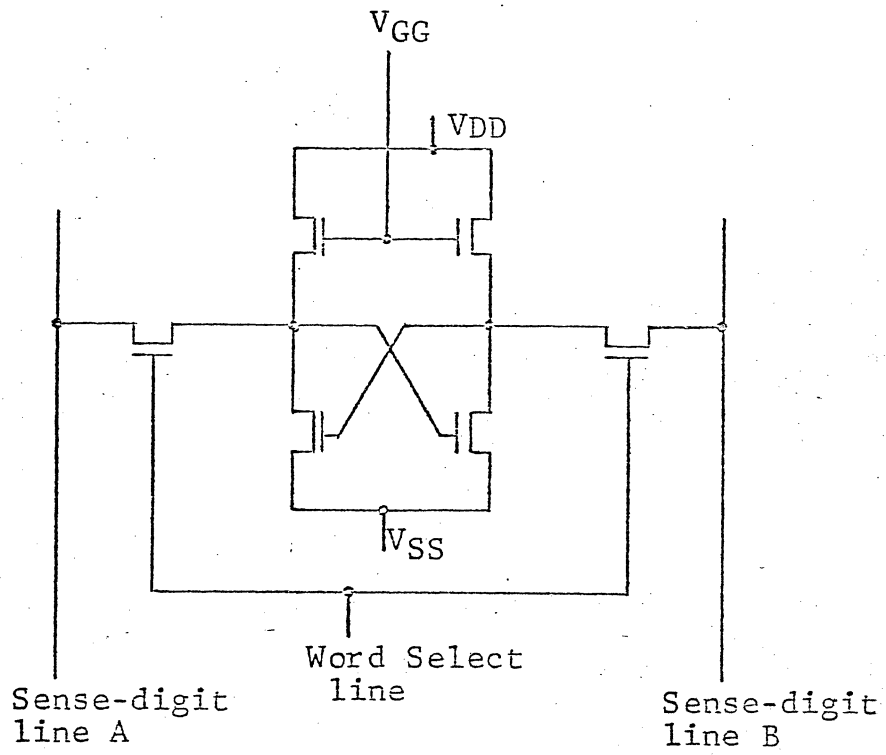 VGG
VDD
VSS
Word Select
line
Sense-digit
line A
Sense-digit
line B